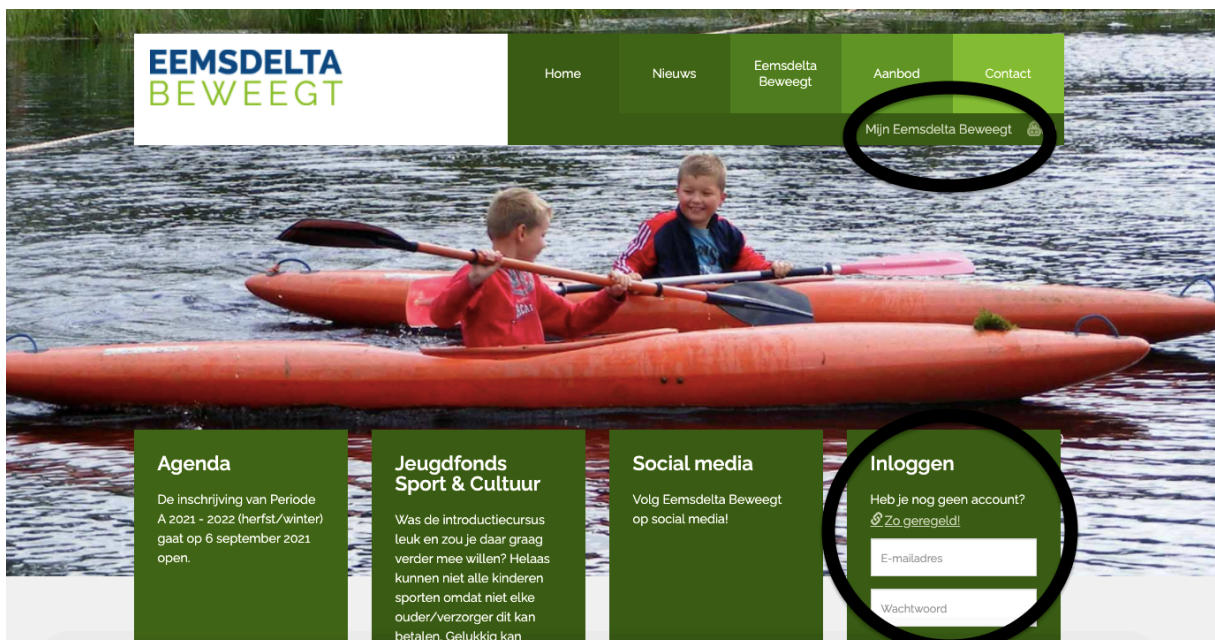 EEMSDELTA
BEWEEGT
Home
Nieuws
Eemsdelta
Beweegt
Aanbod
Contact
Mijn Eemsdelta Beweegt
Agenda
De inschrijving van Periode
A 2021 - 2022 (herfst/winter)
gaat op 6 september 2021
open.
Jeugdfonds
Sport & Cultuur
Was de introductiecursus
leuk en zou je daar graag
verder mee willen? Helaas
kunnen niet alle kinderen
sporten omdat niet elke
ouder/verzorger dit kan
betalen. Gelukkig kan
Social media
Volg Eemsdelta Beweegt
op social media!
Inloggen
Heb je nog geen account?
Zo geregeld!
E-mailadres
Wachtwoord